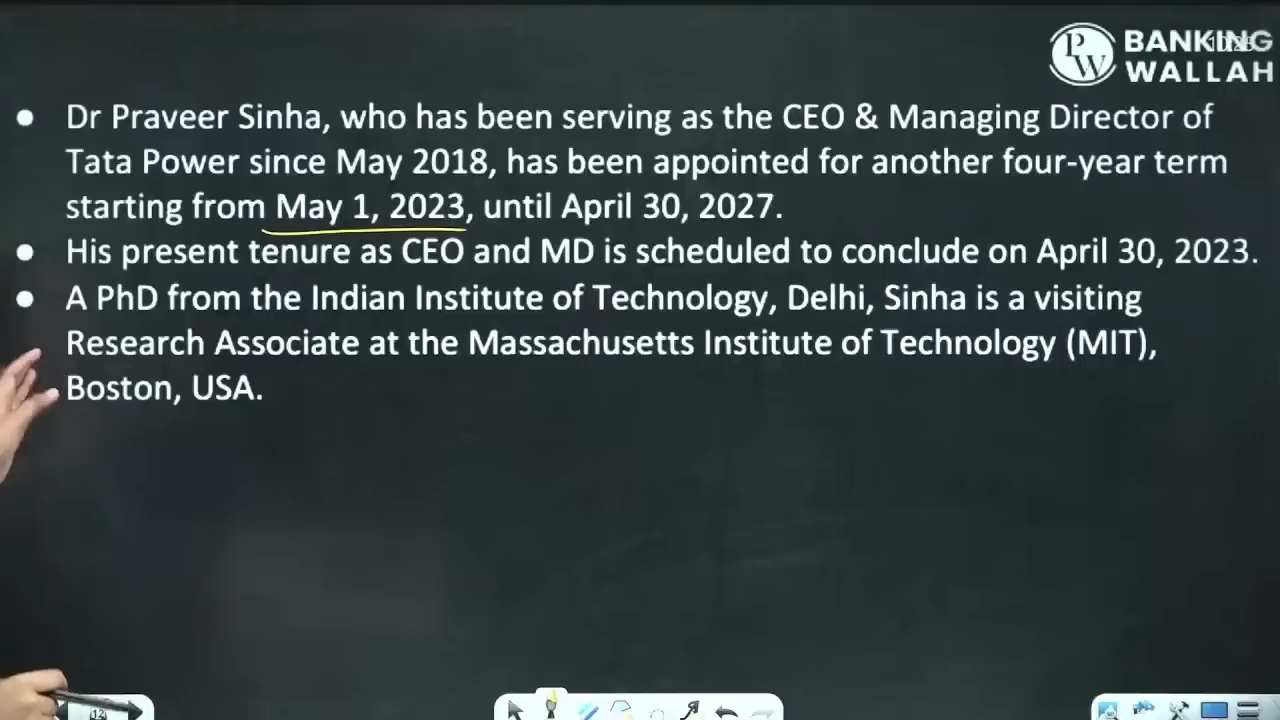 PW BANKING
WALLAH
● Dr Praveer Sinha, who has been serving as the CEO & Managing Director of
Tata Power since May 2018, has been appointed for another four-year term
starting from May 1, 2023, until April 30, 2027.
● His present tenure as CEO and MD is scheduled to conclude on April 30, 2023.
● A PhD from the Indian Institute of Technology, Delhi, Sinha is a visiting
Research Associate at the Massachusetts Institute of Technology (MIT),
Boston, USA.
12